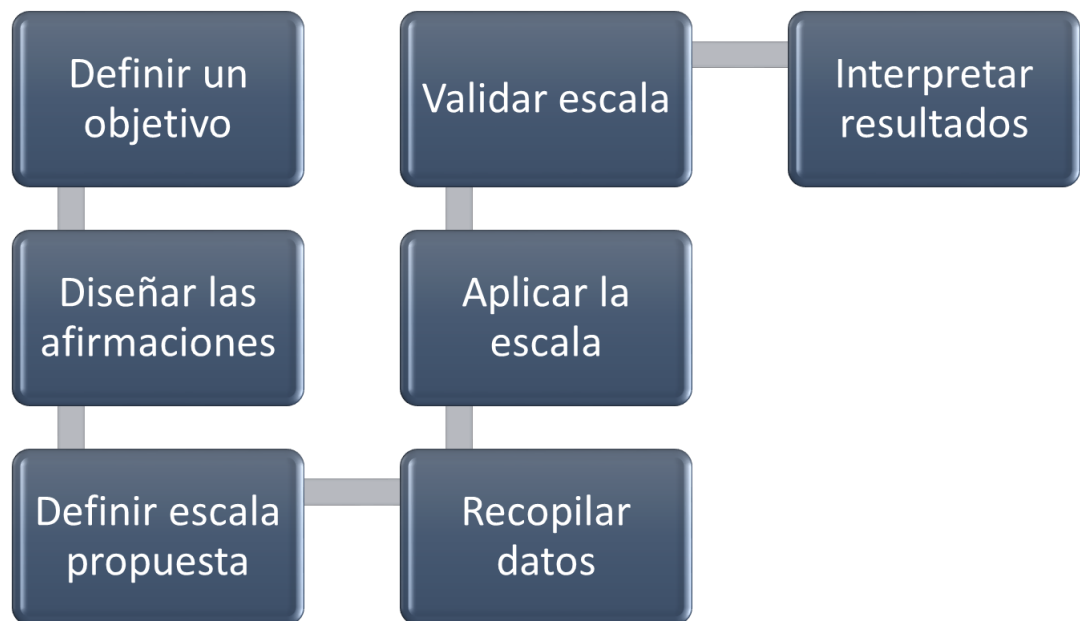 Definir un
objetivo
Diseñar las
afirmaciones
Definir escala
propuesta
Recopilar
datos
Aplicar la
escala
Validar escala
Interpretar
resultados